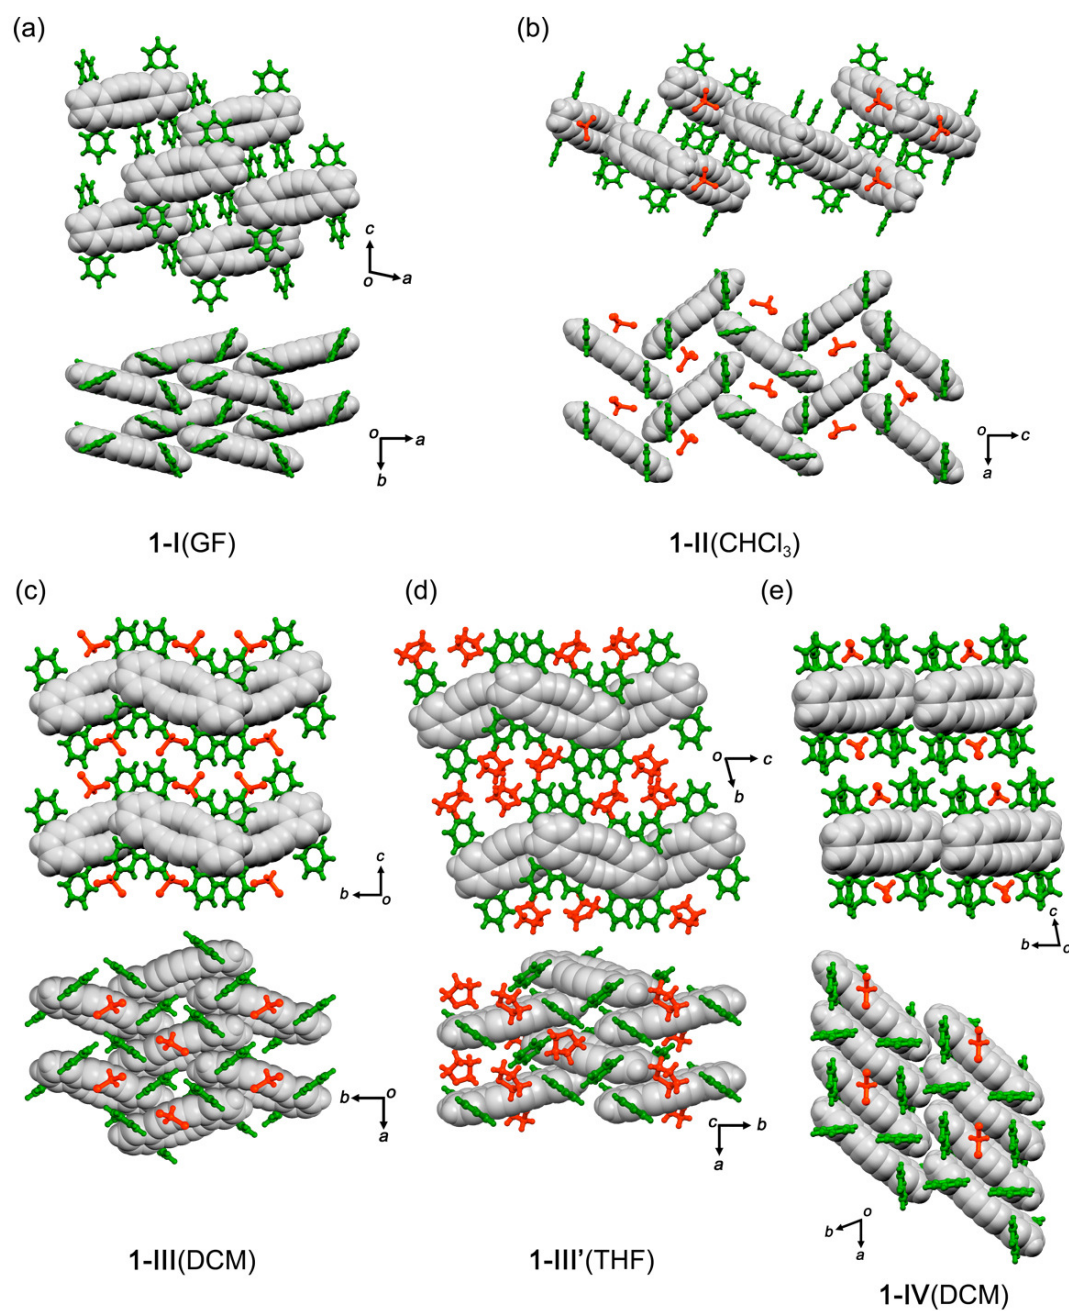 (a)
(b)
c
o
a
o
a
b
o
c
a
1-I(GF)
1-II(CHCl₃)
(c)
(d)
(e)
o
c
b
c
b
o
c
b
o
b
a
c
b
a
o
b
a
1-III(DCM)
1-III'(THF)
1-IV(DCM)